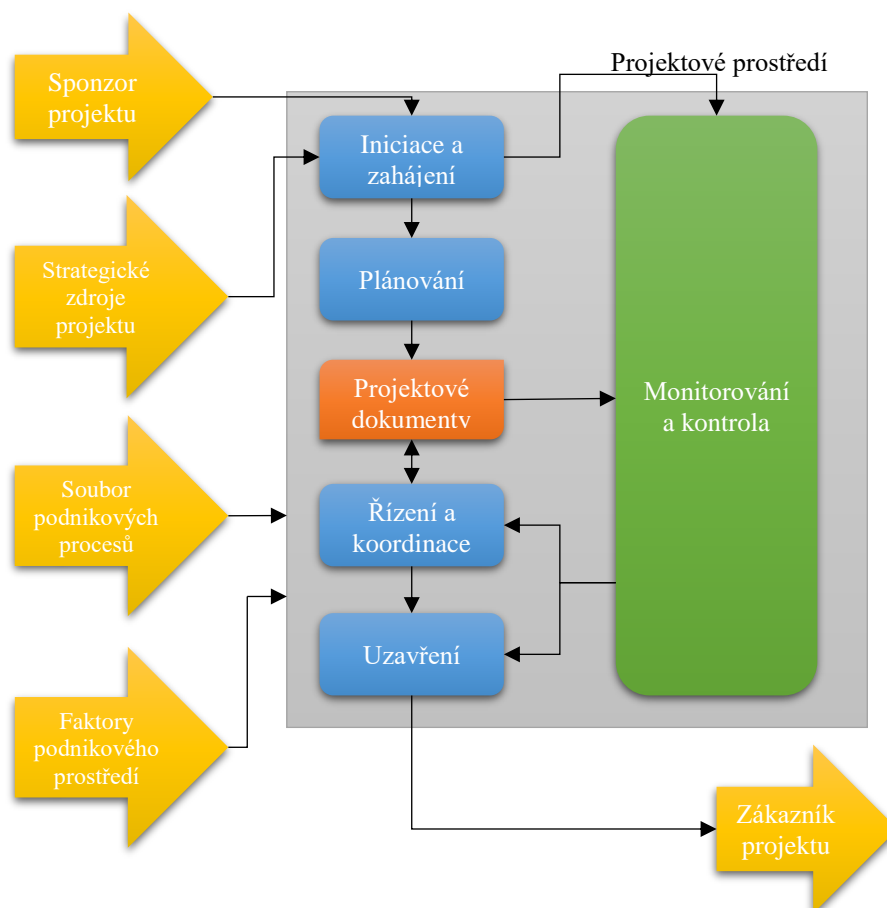 Sponzor
projektu
Projektové prostředí
Iniciace a
zahájení
Strategické
zdroje
projektu
Plánování
Projektové
dokumenty
Monitorování
a kontrola
Soubor
podnikových
procesů
Řízení a
koordinace
Uzavření
Faktory
podnikového
prostředí
Zákazník
projektu